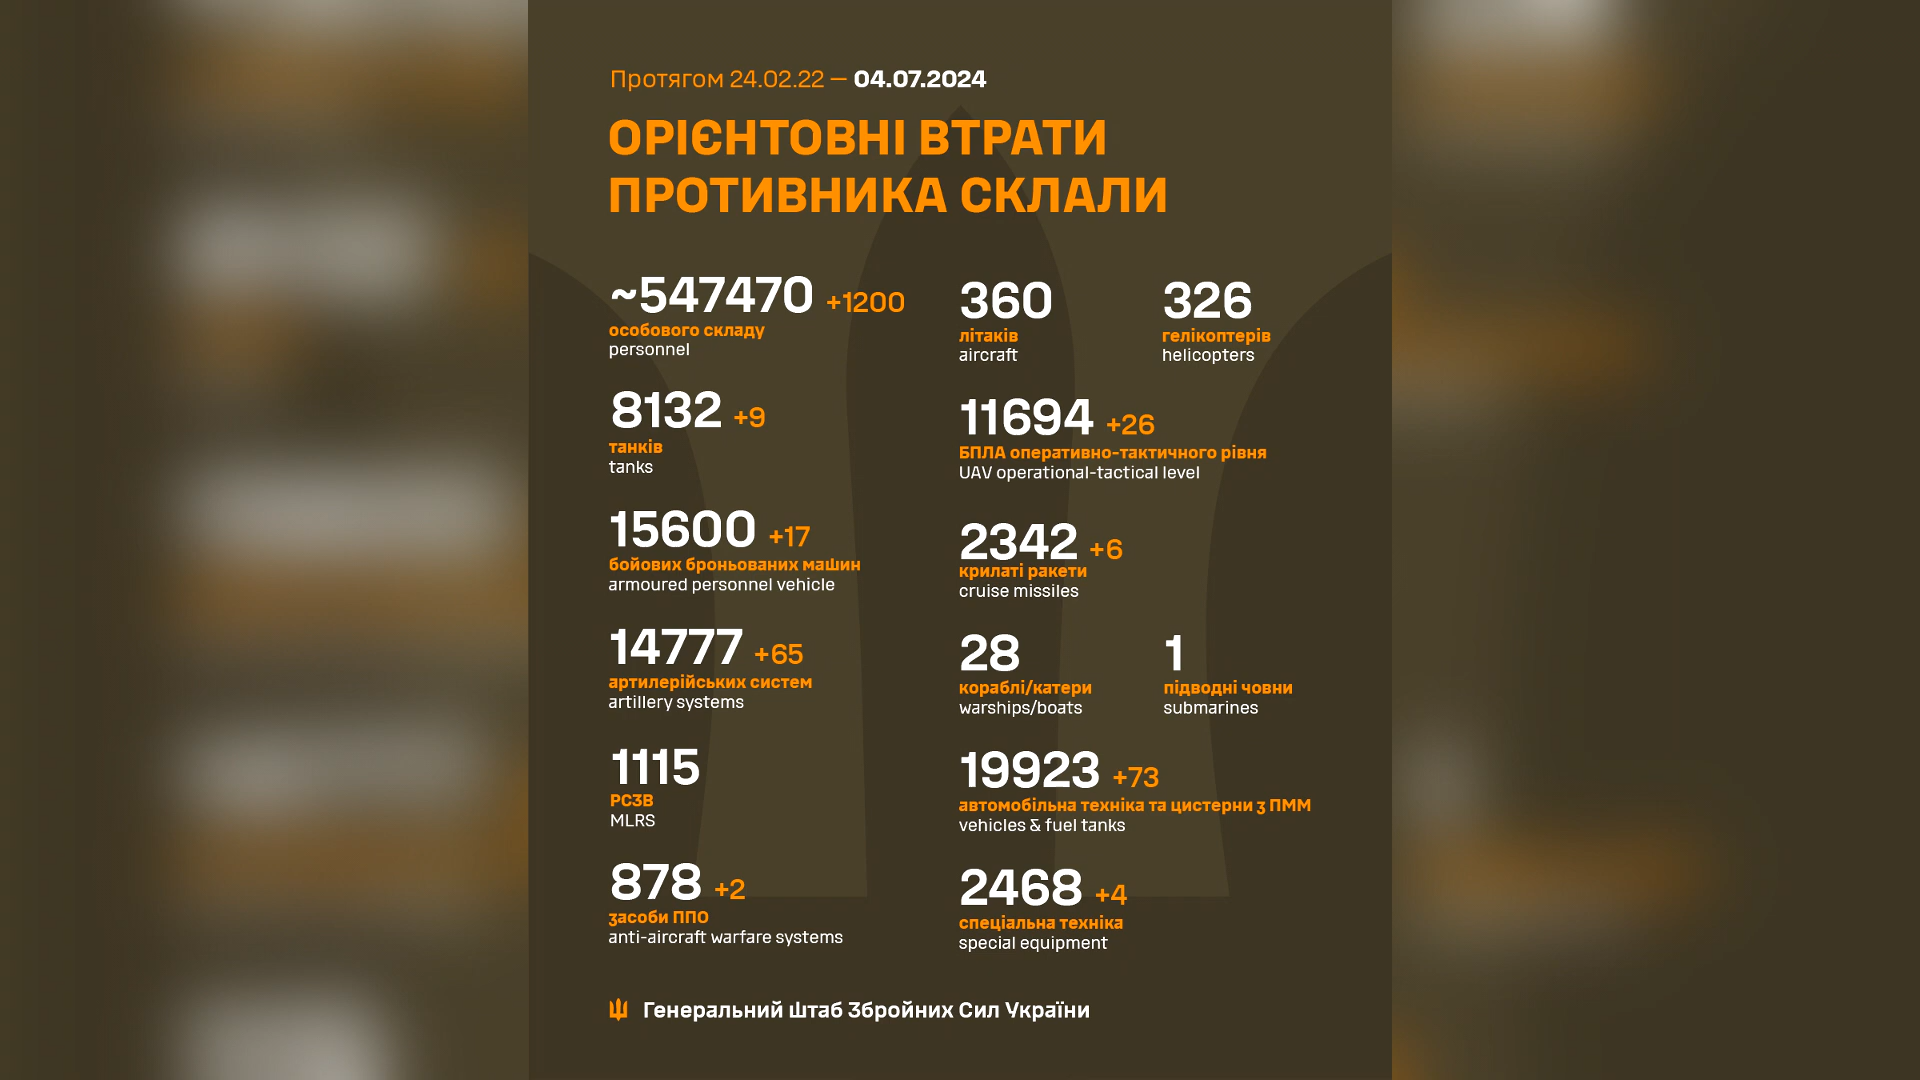 Протягом 24.02.22 — 04.07.2024
ОРІЄНТОВНІ ВТРАТИ
ПРОТИВНИКА СКЛАЛИ
~547470 +1200
особового складу
personnel
8132 +9
танків
tanks
15600 +17
бойових броньованих машин
armoured personnel vehicle
14777 +65
артилерійських систем
artillery systems
1115
РСЗВ
MLRS
878 +2
засоби ППО
anti-aircraft warfare systems
360
літаків
aircraft
326
гелікоптерів
helicopters
11694 +26
БПЛА оперативно-тактичного рівня
UAV operational-tactical level
2342 +6
крилаті ракети
cruise missiles
28
кораблі/катери
warships/boats
1
підводні човни
submarines
19923 +73
автомобільна техніка та цистерни з ПММ
vehicles & fuel tanks
2468 +4
спеціальна техніка
special equipment
Генеральний штаб Збройних Сил України